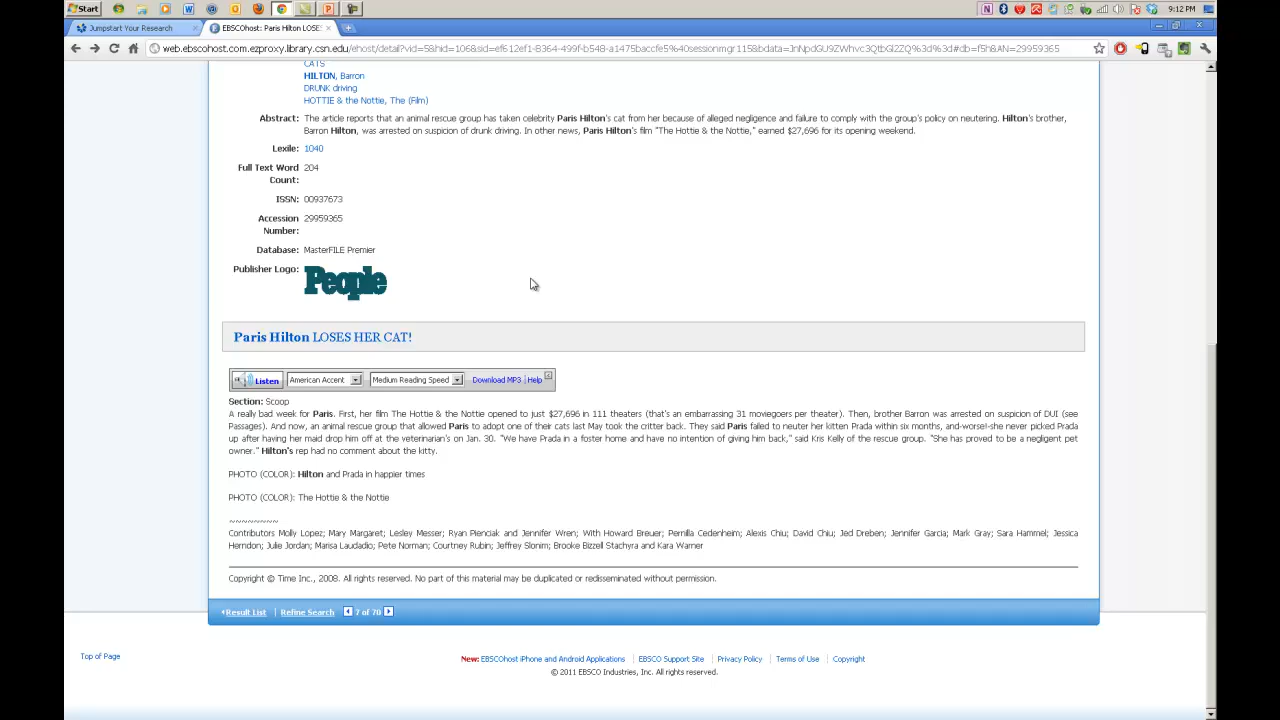 Start
9:12 PM
Jumpstart Your Research
EBSCOhost: Paris Hilton LOSES
CATS
HILTON, Barron
DRUNK driving
HOTTIE & the Nottie, The (Film)
Abstract: The article reports that an animal rescue group has taken celebrity Paris Hilton's cat from her because of alleged negligence and failure to comply with the group's policy on neutering. Hilton's brother,
Barron Hilton, was arrested on suspicion of drunk driving. In other news, Paris Hilton's film "The Hottie & the Nottie," earned $27,696 for its opening weekend.
Lexile: 1040
Full Text Word 204
Count:
ISSN: 00937673
Accession 29959365
Number:
Database: MasterFILE Premier
Publisher Logo: People
Paris Hilton LOSES HER CAT!
Listen American Accent Medium Reading Speed Download MP3 | Help
Section: Scoop
A really bad week for Paris. First, her film The Hottie & the Nottie opened to just $27,696 in 111 theaters (that's an embarrassing 31 moviegoers per theater). Then, brother Barron was arrested on suspicion of DUI (see
Passages). And now, an animal rescue group that allowed Paris to adopt one of their cats last May took the critter back. They said Paris failed to neuter her kitten Prada within six months, and-worse!-she never picked Prada
up after having her maid drop him off at the veterinarian's on Jan. 30. "We have Prada in a foster home and have no intention of giving him back," said Kris Kelly of the rescue group. "She has proved to be a negligent pet
owner." Hilton's rep had no comment about the kitty.
PHOTO (COLOR): Hilton and Prada in happier times
PHOTO (COLOR): The Hottie & the Nottie
~~~~~~~~
Contributors Molly Lopez; Mary Margaret; Lesley Messer; Ryan Pienciak and Jennifer Wren; With Howard Breuer; Pernilla Cedenheim; Alexis Chiu; David Chiu; Jed Dreben; Jennifer Garcia; Mark Gray; Sara Hammel; Jessica
Herndon; Julie Jordan; Marisa Laudadio; Pete Norman; Courtney Rubin; Jeffrey Slonim; Brooke Bizzell Stachyra and Kara Warner
Copyright © Time Inc., 2008. All rights reserved. No part of this material may be duplicated or redisseminated without permission.
Result List | Refine Search 7 of 70
Top of Page
New: EBSCOhost iPhone and Android Applications | EBSCO Support Site | Privacy Policy | Terms of Use | Copyright
© 2011 EBSCO Industries, Inc. All rights reserved.